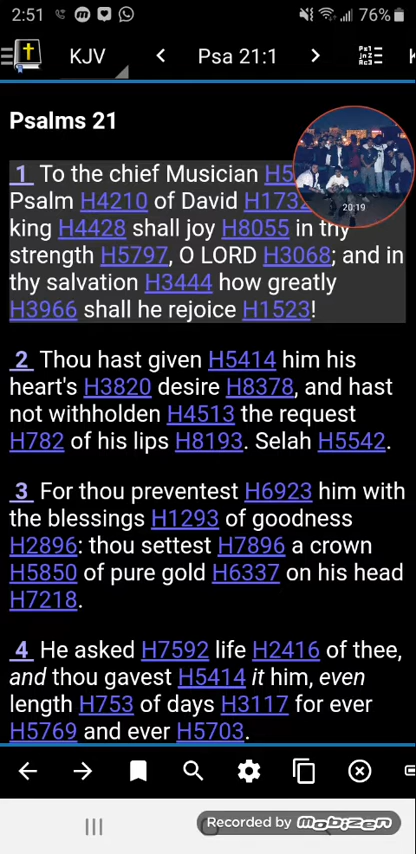 2:51 76%
KJV Psa 21:1 K
Psalms 21
1 To the chief Musician H5
Psalm H4210 of David H1732
king H4428 shall joy H8055 in thy
strength H5797, O LORD H3068; and in
thy salvation H3444 how greatly
H3966 shall he rejoice H1523!
20:19
2 Thou hast given H5414 him his
heart's H3820 desire H8378, and hast
not withholden H4513 the request
H782 of his lips H8193. Selah H5542.
3 For thou preventest H6923 him with
the blessings H1293 of goodness
H2896: thou settest H7896 a crown
H5850 of pure gold H6337 on his head
H7218.
4 He asked H7592 life H2416 of thee,
and thou gavest H5414 it him, even
length H753 of days H3117 for ever
H5769 and ever H5703.
Recorded by mobizen